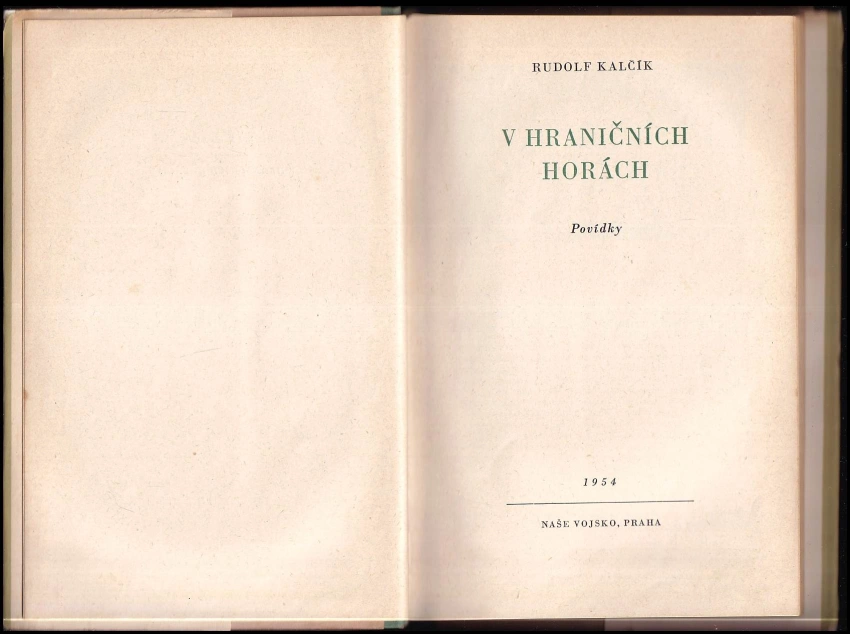 RUDOLF KALČÍK
V HRANIČNÍCH
HORÁCH
Povídky
1954
NAŠE VOJSKO, PRAHA